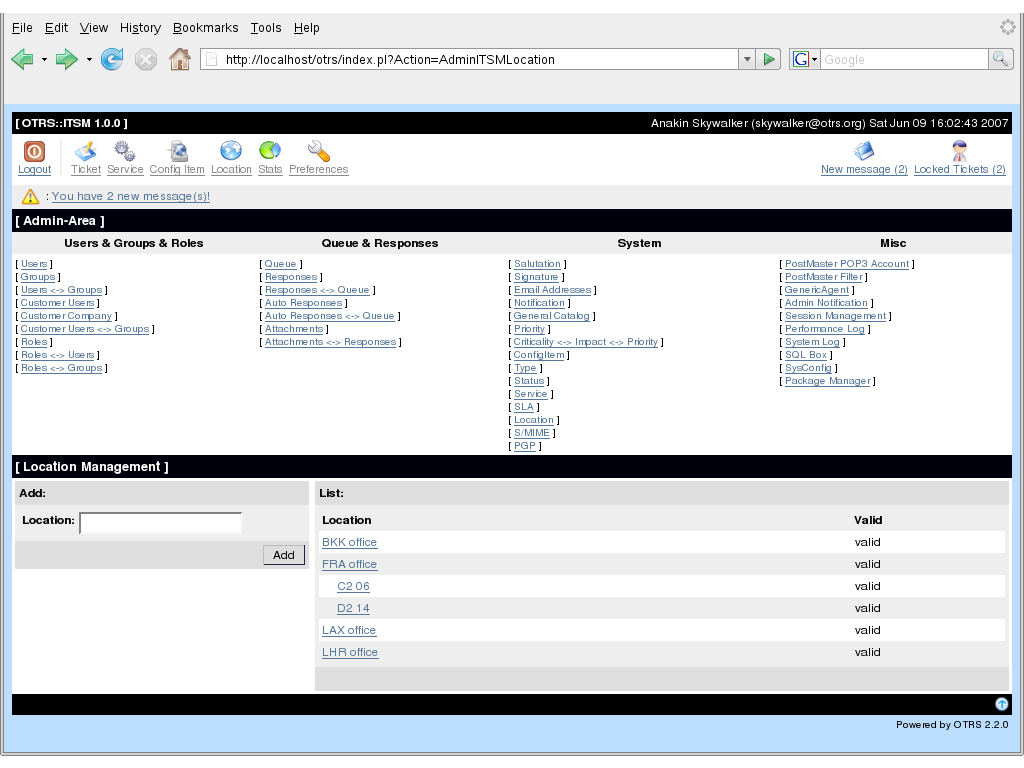 File Edit View History Bookmarks Tools Help
http://localhost/otrs/index.pl?Action=AdminITSMLocation G Google
[ OTRS::ITSM 1.0.0 ] Anakin Skywalker (skywalker@otrs.org) Sat Jun 09 16:02:43 2007
Logout Ticket Service Config Item Location Stats Preferences New message (2) Locked Tickets (2)
: You have 2 new message(s)!
[ Admin-Area ]
Users & Groups & Roles Queue & Responses System Misc
[ Users ] [ Queue ] [ Salutation ] [ PostMaster POP3 Account ]
[ Groups ] [ Responses ] [ Signature ] [ PostMaster Filter ]
[ Users <-> Groups ] [ Responses <-> Queue ] [ Email Addresses ] [ GenericAgent ]
[ Customer Users ] [ Auto Responses ] [ Notification ] [ Admin Notification ]
[ Customer Company ] [ Auto Responses <-> Queue ] [ General Catalog ] [ Session Management ]
[ Customer Users <-> Groups ] [ Attachments ] [ Priority ] [ Performance Log ]
[ Roles ] [ Attachments <-> Responses ] [ Criticality <-> Impact <-> Priority ] [ System Log ]
[ Roles <-> Users ] [ ConfigItem ] [ SQL Box ]
[ Roles <-> Groups ] [ Type ] [ SysConfig ]
[ Status ] [ Package Manager ]
[ Service ]
[ SLA ]
[ Location ]
[ S/MIME ]
[ PGP ]
[ Location Management ]
Add: List:
Location: Location Valid
BKK office valid
Add
FRA office valid
C2 06 valid
D2 14 valid
LAX office valid
LHR office valid
Powered by OTRS 2.2.0